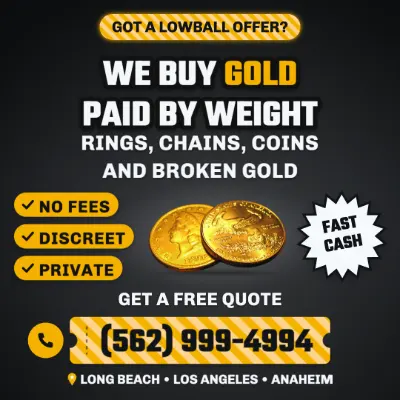 GOT A LOWBALL OFFER?
WE BUY GOLD
PAID BY WEIGHT
RINGS, CHAINS, COINS
AND BROKEN GOLD
NO FEES
DISCREET
PRIVATE
FAST
CASH
GET A FREE QUOTE
(562) 999-4994
LONG BEACH • LOS ANGELES • ANAHEIM